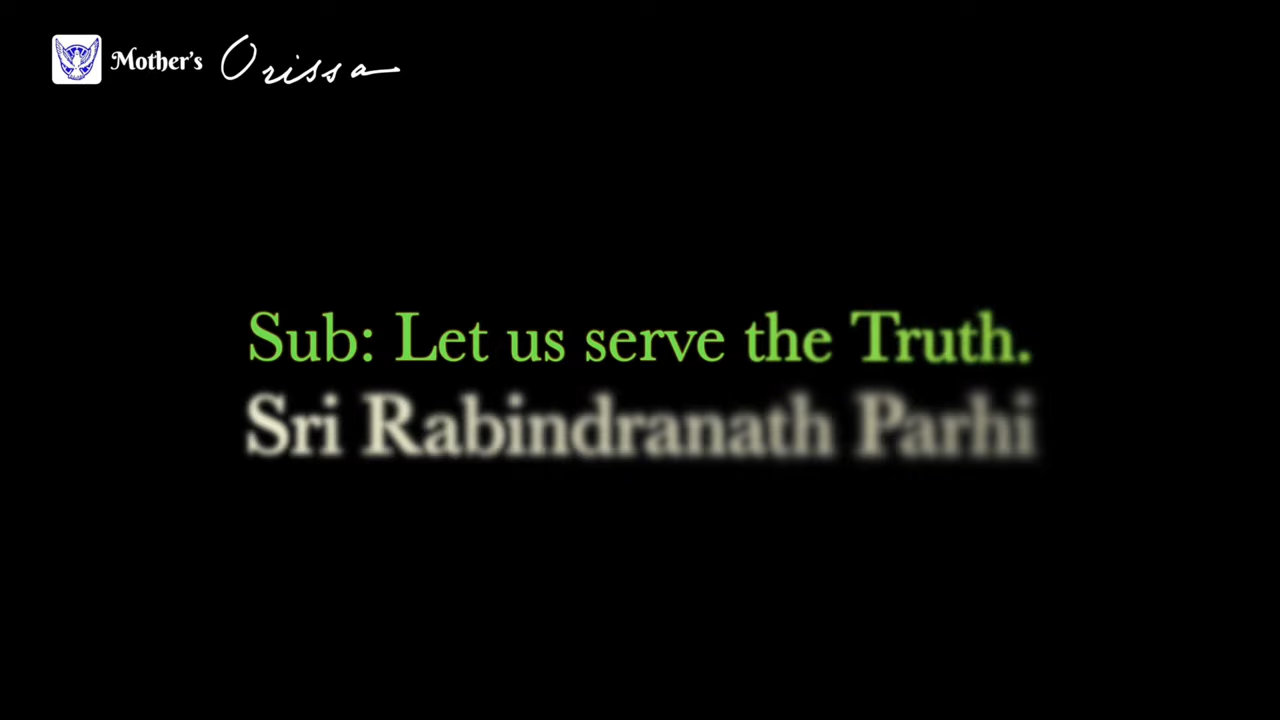 Mother's Orissa
Sub: Let us serve the Truth.
Sri Rabindranath Parhi